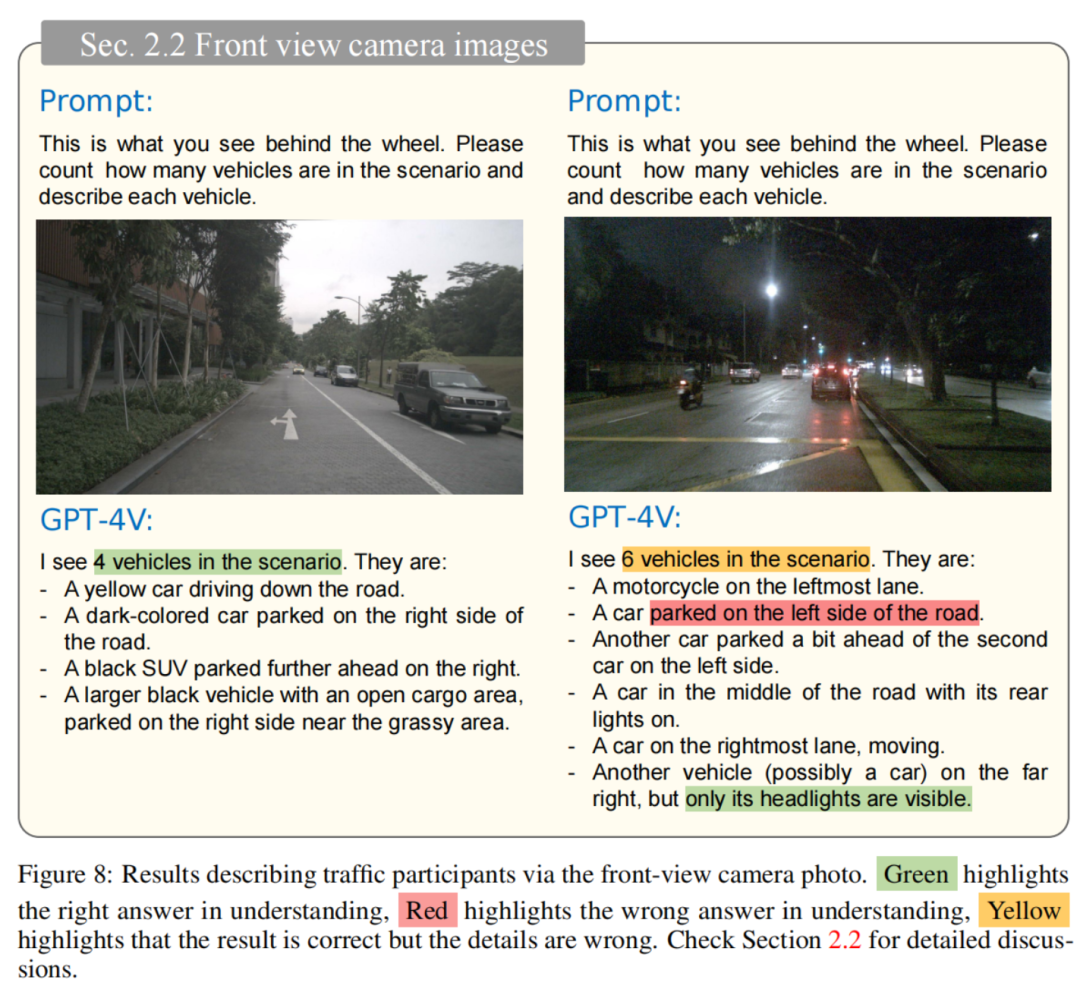 Sec. 2.2 Front view camera images
Prompt:
This is what you see behind the wheel. Please
count how many vehicles are in the scenario and
describe each vehicle.
GPT-4V:
I see 4 vehicles in the scenario. They are:
- A yellow car driving down the road.
- A dark-colored car parked on the right side of
the road.
- A black SUV parked further ahead on the right.
- A larger black vehicle with an open cargo area,
parked on the right side near the grassy area.
Prompt:
This is what you see behind the wheel. Please
count how many vehicles are in the scenario
and describe each vehicle.
GPT-4V:
I see 6 vehicles in the scenario. They are:
- A motorcycle on the leftmost lane.
- A car parked on the left side of the road.
- Another car parked a bit ahead of the second
car on the left side.
- A car in the middle of the road with its rear
lights on.
- A car on the rightmost lane, moving.
- Another vehicle (possibly a car) on the far
right, but only its headlights are visible.
Figure 8: Results describing traffic participants via the front-view camera photo. Green highlights
the right answer in understanding, Red highlights the wrong answer in understanding, Yellow
highlights that the result is correct but the details are wrong. Check Section 2.2 for detailed discus-
sions.